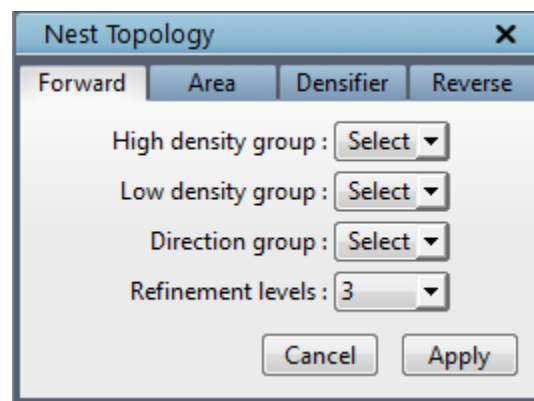 Nest Topology
Forward Area Densifier Reverse
High density group : Select
Low density group : Select
Direction group : Select
Refinement levels : 3
Cancel Apply